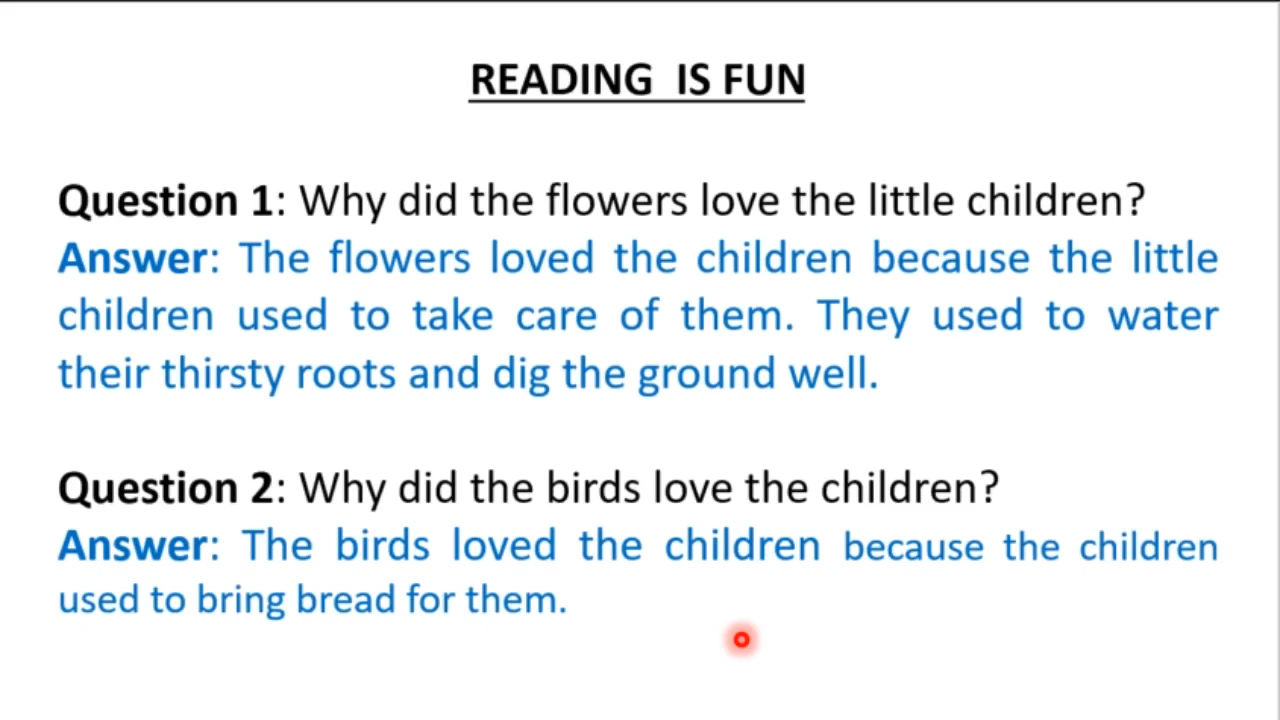 READING IS FUN
Question 1: Why did the flowers love the little children?
Answer: The flowers loved the children because the little
children used to take care of them. They used to water
their thirsty roots and dig the ground well.
Question 2: Why did the birds love the children?
Answer: The birds loved the children because the children
used to bring bread for them.